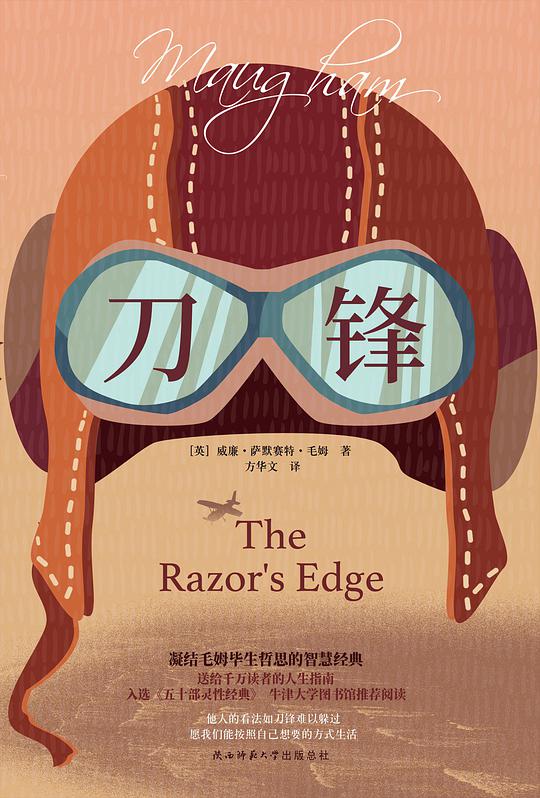 Maugham
刀锋
[英] 威廉·萨默赛特·毛姆 著
方华文 译
The
Razor's Edge
凝结毛姆毕生哲思的智慧经典
送给千万读者的人生指南
入选《五十部灵性经典》 牛津大学图书馆推荐阅读
他人的看法如刀锋难以躲过
愿我们能按照自己想要的方式生活
陕西师范大学出版总社